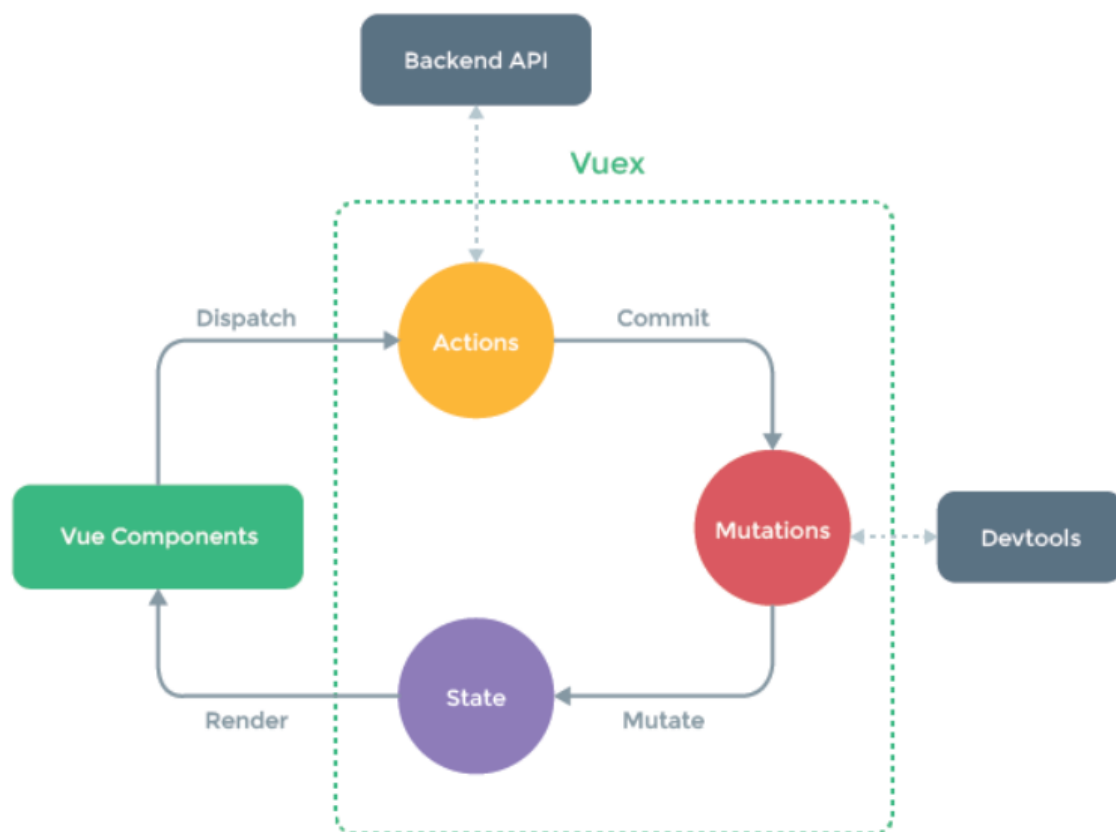 Backend API
Vuex
Dispatch
Commit
Actions
Vue Components
Mutations
Devtools
State
Render
Mutate